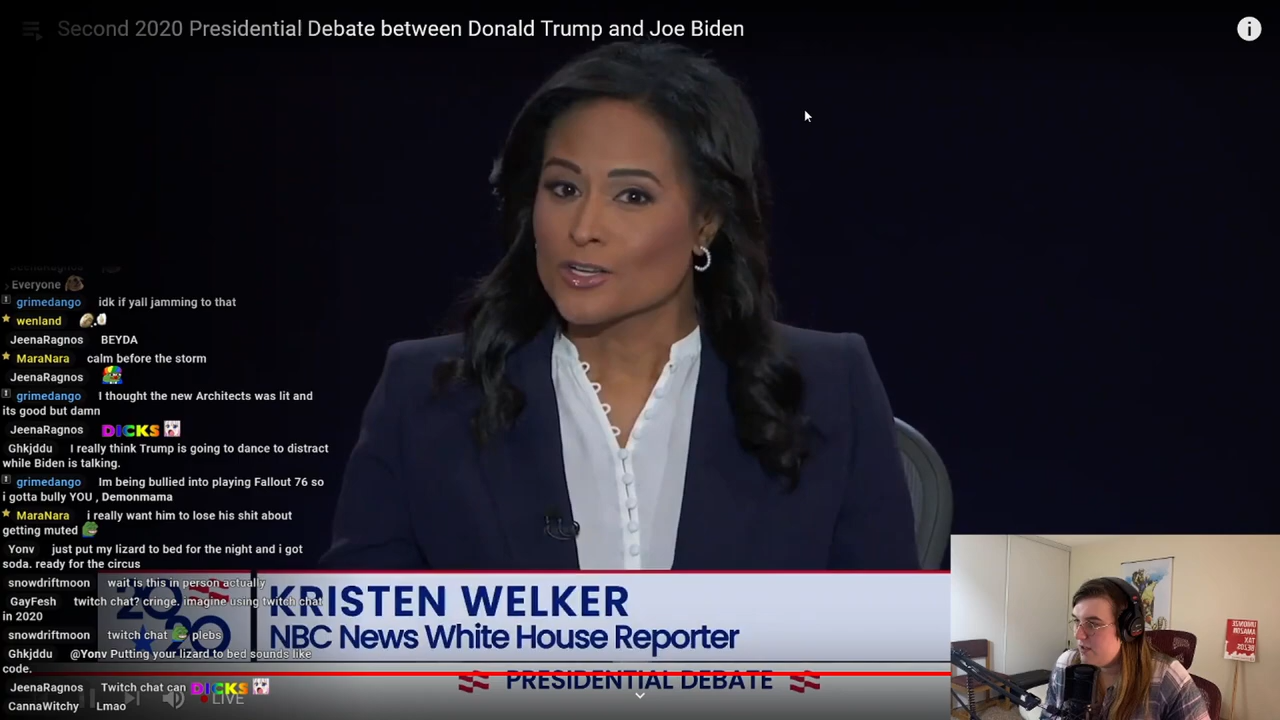 Second 2020 Presidential Debate between Donald Trump and Joe Biden
Everyone
grimedango idk if yall jamming to that
wenland
JeenaRagnos BEYDA
MaraNara calm before the storm
JeenaRagnos
grimedango I thought the new Architects was lit and
its good but damn
JeenaRagnos DICKS
Ghkjddu I really think Trump is going to dance to distract
while Biden is talking.
grimedango Im being bullied into playing Fallout 76 so
i gotta bully YOU , Demonmama
MaraNara i really want him to lose his shit about
getting muted
Yonv just put my lizard to bed for the night and i got
soda. ready for the circus
snowdriftmoon wait is this in person actually
GayFesh twitch chat? cringe. imagine using twitch chat
in 2020
snowdriftmoon twitch chat plebs
Ghkjddu @Yonv Putting your lizard to bed sounds like
code.
JeenaRagnos Twitch chat can DICKS
CannaWitchy Lmao
2020
KRISTEN WELKER
NBC News White House Reporter
PRESIDENTIAL DEBATE
LIVE
UNIONIZE
AMAZON
TAX
BEZOS